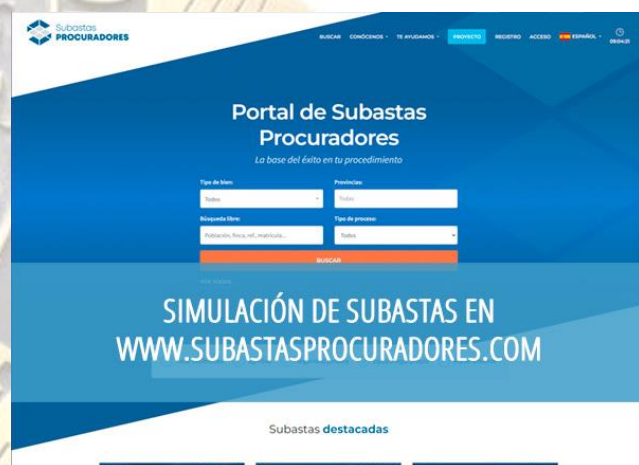 Subastas
PROCURADORES
BUSCAR CONÓCENOS TE AYUDAMOS PROYECTO REGISTRO ACCESO ESPAÑOL
Portal de Subastas
Procuradores
La base del éxito en tu procedimiento
Tipo de bien: Provincias:
Todos Todos
Búsqueda libre: Tipo de proceso:
Población, finca, ref., matrícula... Todos
BUSCAR
SIMULACIÓN DE SUBASTAS EN
WWW.SUBASTASPROCURADORES.COM
Subastas destacadas